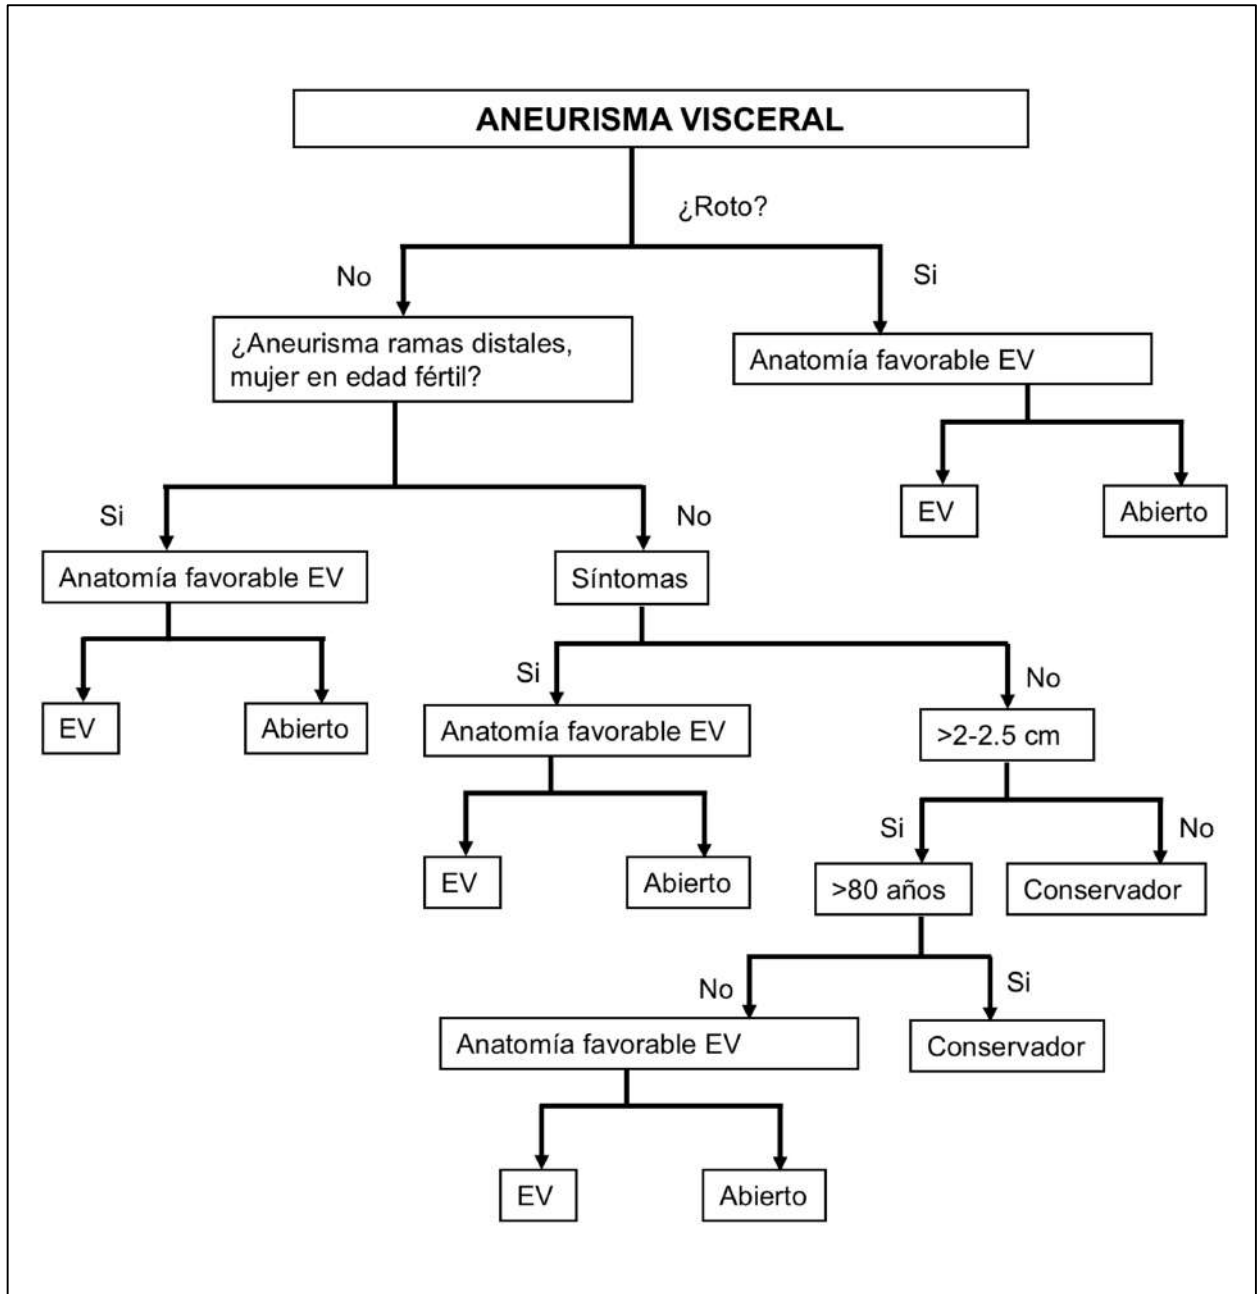 ANEURISMA VISCERAL
¿Roto?
No
Si
¿Aneurisma ramas distales,
mujer en edad fértil?
Anatomía favorable EV
EV
Abierto
Si
No
Anatomía favorable EV
Síntomas
EV
Abierto
Si
No
Anatomía favorable EV
>2-2.5 cm
Si
No
EV
Abierto
>80 años
Conservador
No
Si
Anatomía favorable EV
Conservador
EV
Abierto